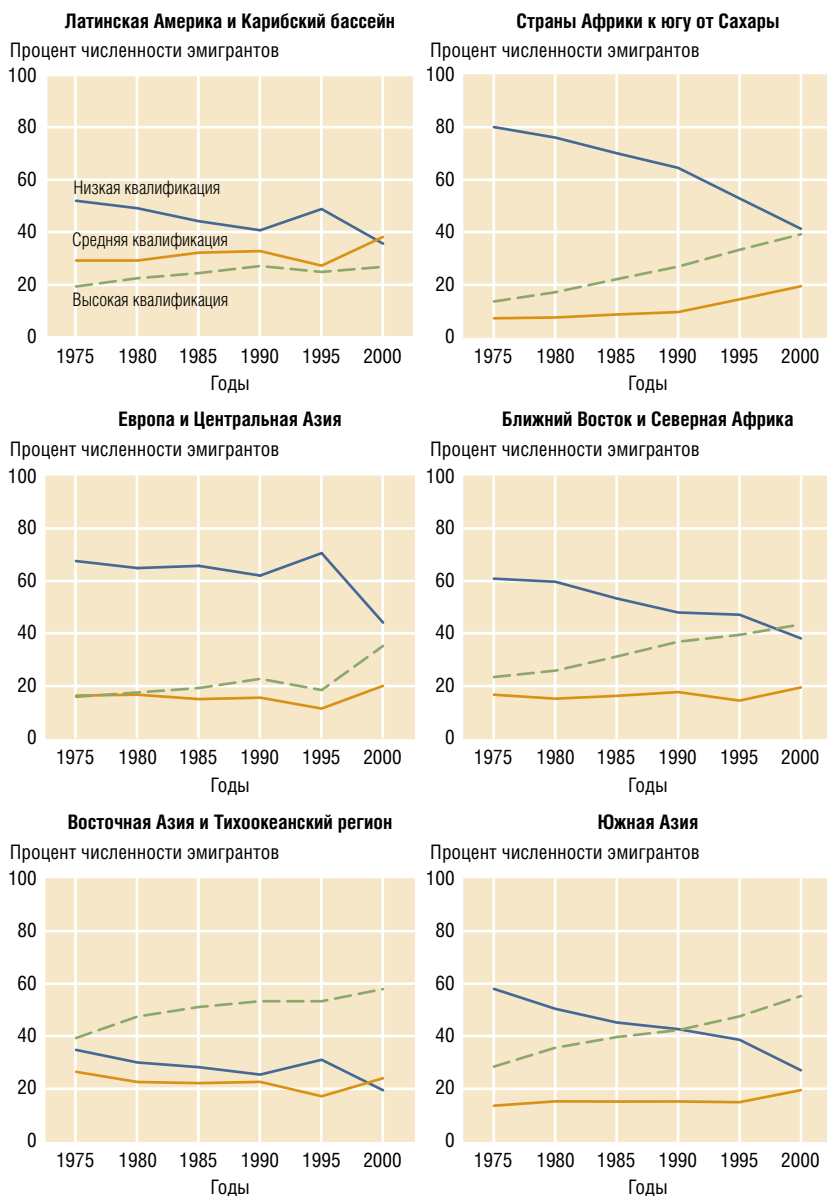 Латинская Америка и Карибский бассейн
Процент численности эмигрантов
100
80
60
40
20
0
Низкая квалификация
Средняя квалификация
Высокая квалификация
1975 1980 1985 1990 1995 2000
Годы
Страны Африки к югу от Сахары
Процент численности эмигрантов
100
80
60
40
20
0
1975 1980 1985 1990 1995 2000
Годы
Европа и Центральная Азия
Процент численности эмигрантов
100
80
60
40
20
0
1975 1980 1985 1990 1995 2000
Годы
Ближний Восток и Северная Африка
Процент численности эмигрантов
100
80
60
40
20
0
1975 1980 1985 1990 1995 2000
Годы
Восточная Азия и Тихоокеанский регион
Процент численности эмигрантов
100
80
60
40
20
0
1975 1980 1985 1990 1995 2000
Годы
Южная Азия
Процент численности эмигрантов
100
80
60
40
20
0
1975 1980 1985 1990 1995 2000
Годы